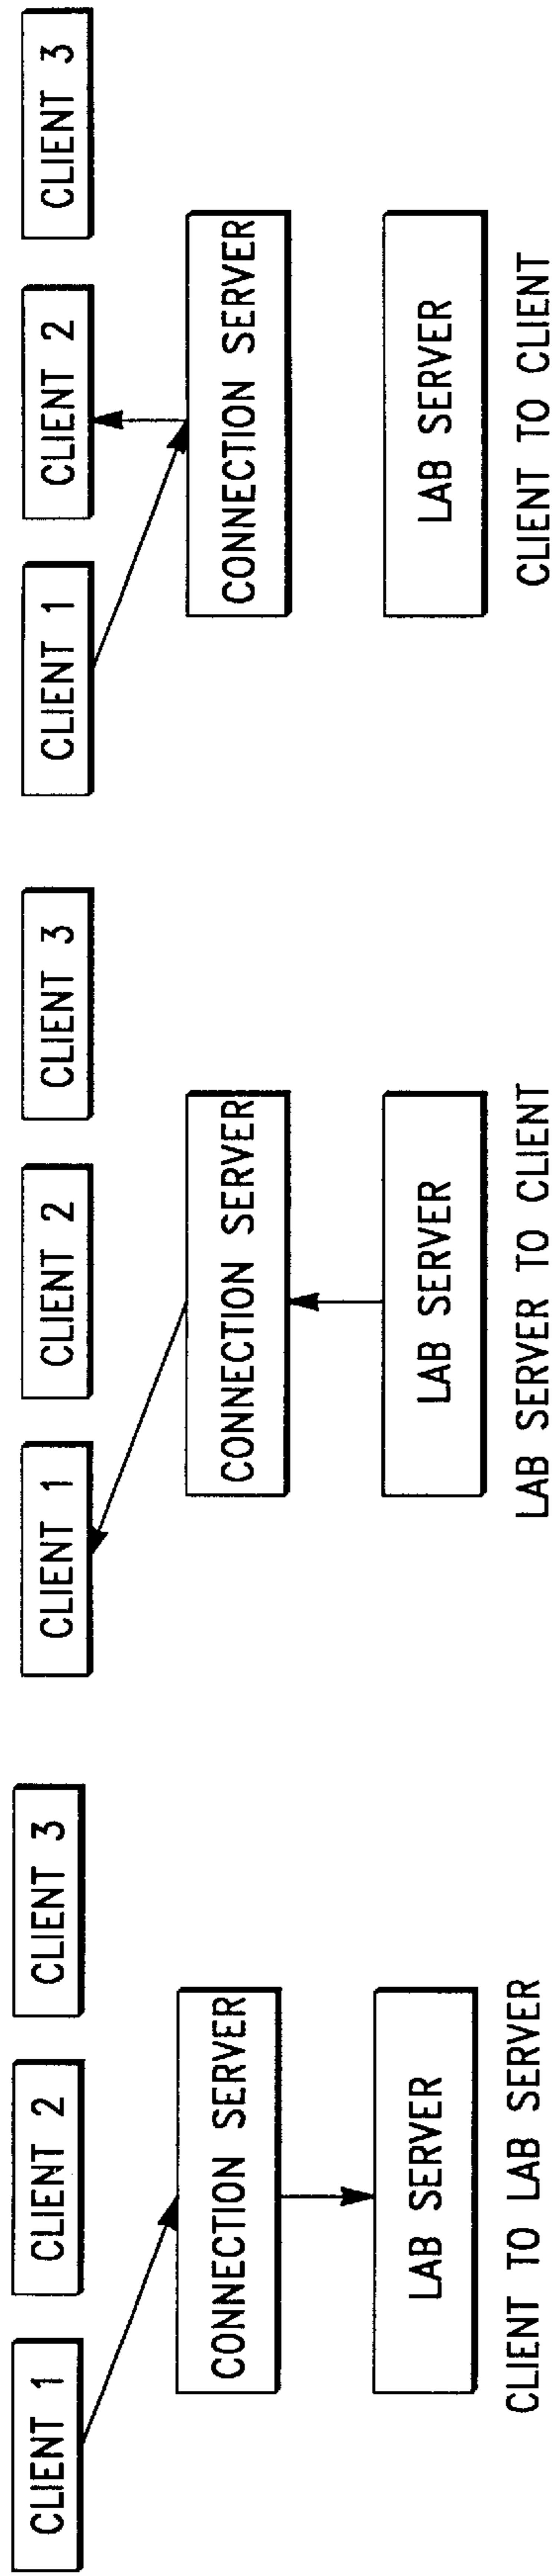 CLIENT 1
CLIENT 2
CLIENT 3
CONNECTION SERVER
LAB SERVER
CLIENT TO LAB SERVER
CLIENT 1
CLIENT 2
CLIENT 3
CONNECTION SERVER
LAB SERVER
LAB SERVER TO CLIENT
CLIENT 1
CLIENT 2
CLIENT 3
CONNECTION SERVER
LAB SERVER
CLIENT TO CLIENT